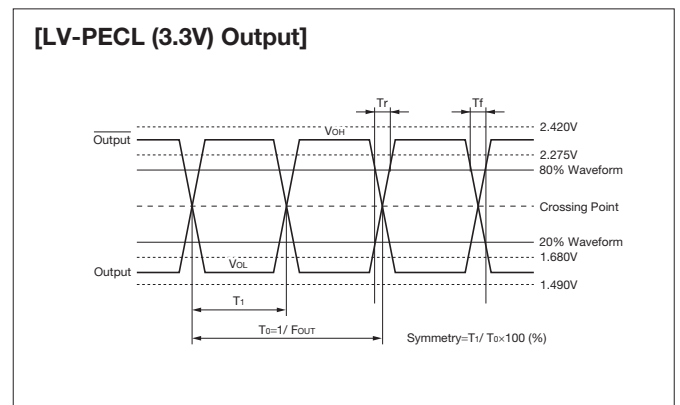 [LV-PECL (3.3V) Output]
Tr
Tf
2.420V
VOH
Output
2.275V
80% Waveform
Crossing Point
20% Waveform
1.680V
VOL
Output
1.490V
T1
T0=1/ FOUT
Symmetry=T1/ T0×100 (%)